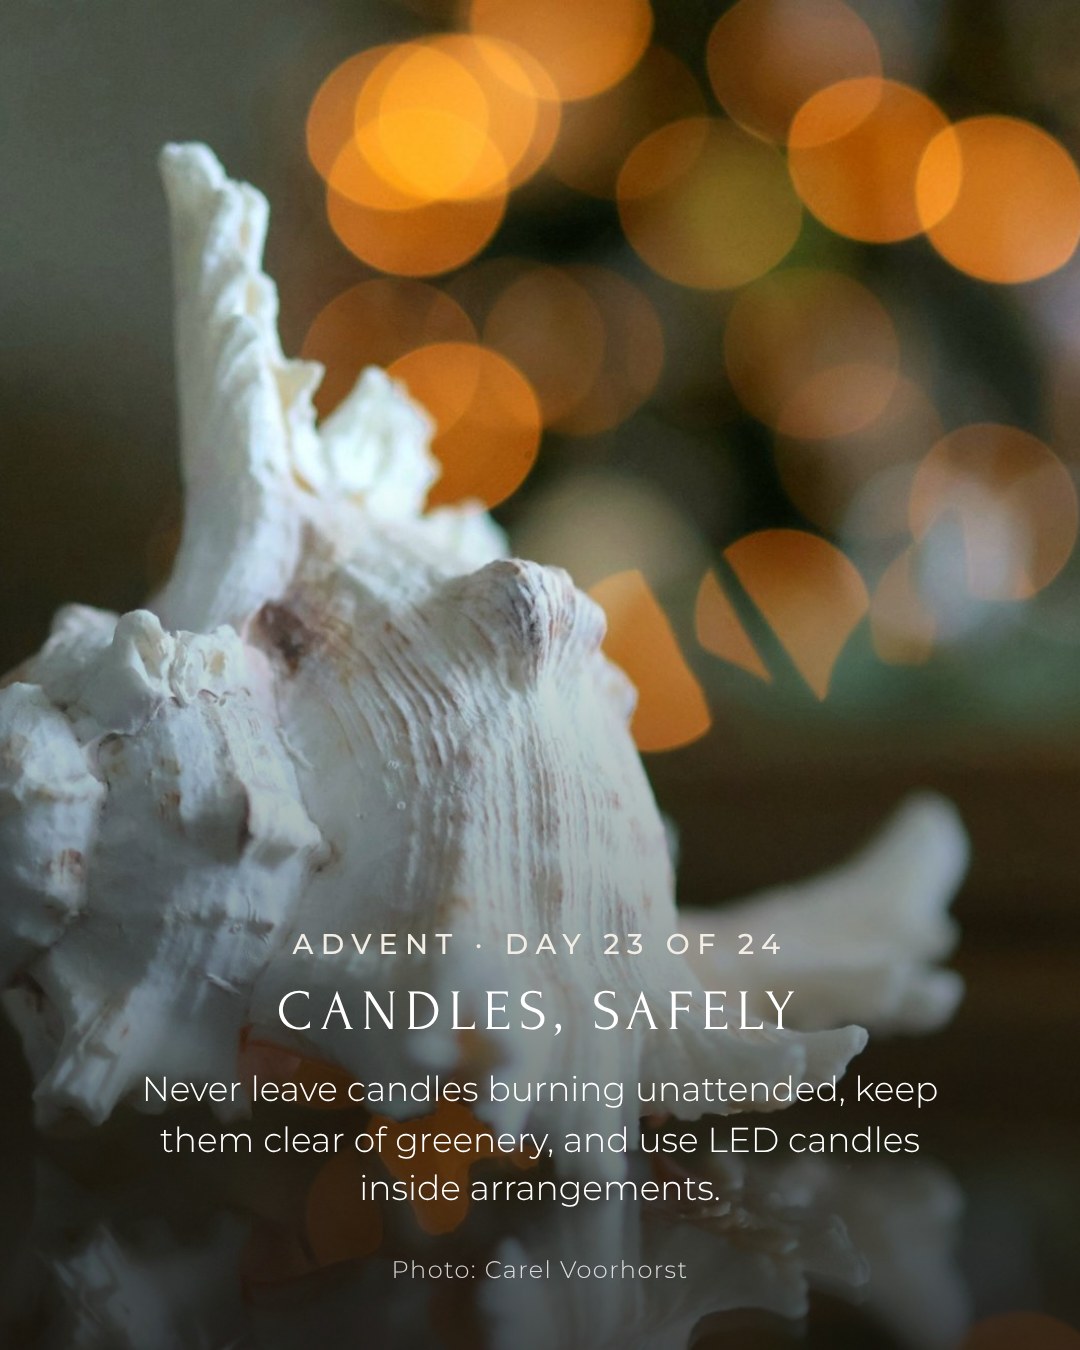 ADVENT · DAY 23 OF 24
CANDLES, SAFELY
Never leave candles burning unattended, keep
them clear of greenery, and use LED candles
inside arrangements.
Photo: Carel Voorhorst